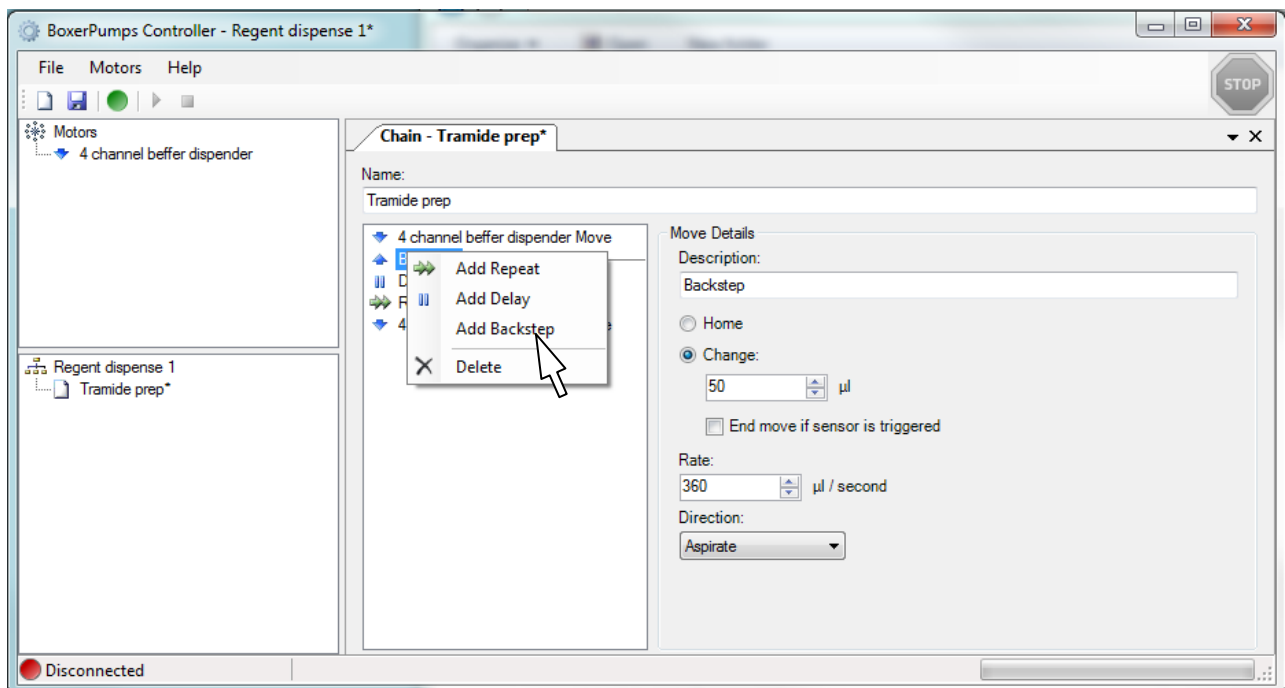 BoxerPumps Controller - Regent dispense 1*
File Motors Help
STOP
Motors
4 channel beffer dispender
Chain - Tramide prep*
Name:
Tramide prep
4 channel beffer dispender Move
Move Details
Description:
Backstep
Add Repeat
Add Delay
Add Backstep
Delete
Home
Change:
50 µl
End move if sensor is triggered
Rate:
360 µl / second
Direction:
Aspirate
Regent dispense 1
Tramide prep*
Disconnected